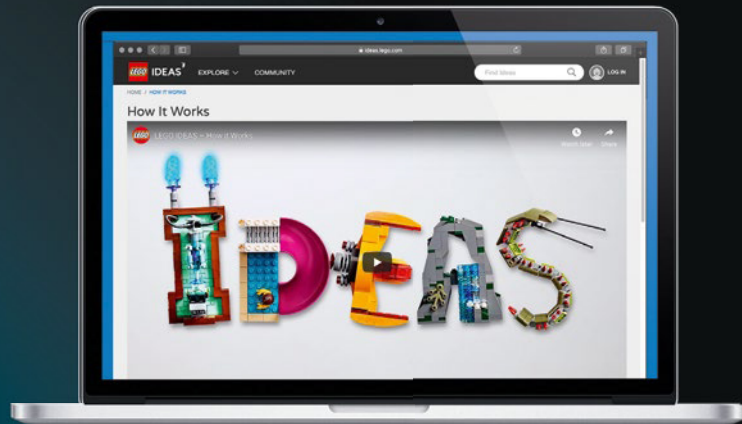 ideas.lego.com
LEGO IDEAS EXPLORE COMMUNITY Find Ideas LOG IN
HOME / HOW IT WORKS
How It Works
LEGO LEGO IDEAS - How it Works
Watch later Share
IDEAS